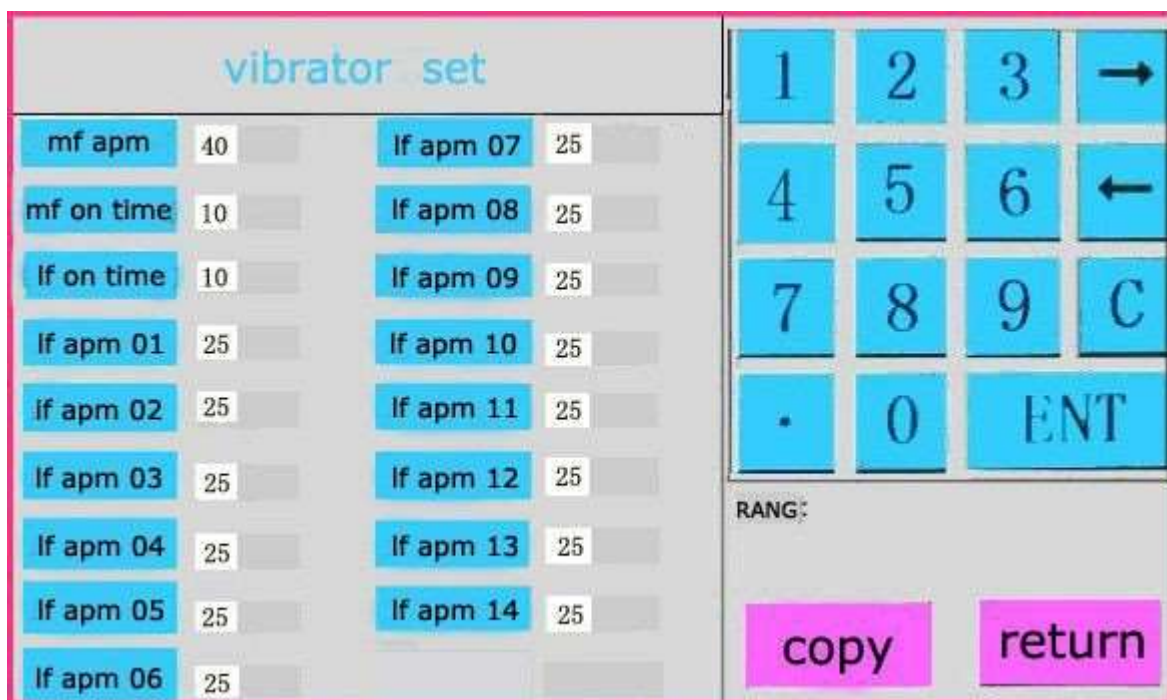 vibrator set
mf apm 40
mf on time 10
lf on time 10
lf apm 01 25
lf apm 02 25
lf apm 03 25
lf apm 04 25
lf apm 05 25
lf apm 06 25
lf apm 07 25
lf apm 08 25
lf apm 09 25
lf apm 10 25
lf apm 11 25
lf apm 12 25
lf apm 13 25
lf apm 14 25
1 2 3 →
4 5 6 ←
7 8 9 C
. 0 ENT
RANG:
copy return